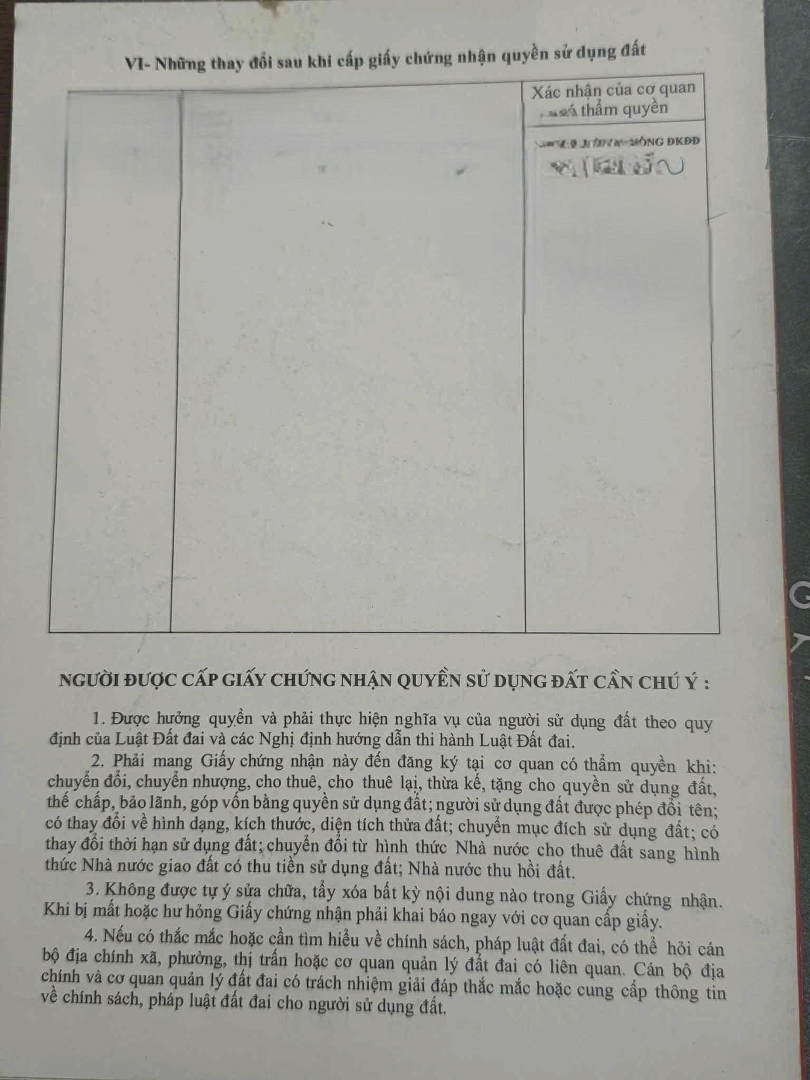 VI- Những thay đổi sau khi cấp giấy chứng nhận quyền sử dụng đất
Xác nhận của cơ quan
thẩm quyền
ĐKĐĐ
NGƯỜI ĐƯỢC CẤP GIẤY CHỨNG NHẬN QUYỀN SỬ DỤNG ĐẤT CẦN CHÚ Ý :
1. Được hưởng quyền và phải thực hiện nghĩa vụ của người sử dụng đất theo quy
định của Luật Đất đai và các Nghị định hướng dẫn thi hành Luật Đất đai.
2. Phải mang Giấy chứng nhận này đến đăng ký tại cơ quan có thẩm quyền khi:
chuyển đổi, chuyển nhượng, cho thuê, cho thuê lại, thừa kế, tặng cho quyền sử dụng đất,
thế chấp, bảo lãnh, góp vốn bằng quyền sử dụng đất; người sử dụng đất được phép đổi tên;
có thay đổi về hình dạng, kích thước, diện tích thửa đất; chuyển mục đích sử dụng đất; có
thay đổi thời hạn sử dụng đất; chuyển đổi từ hình thức Nhà nước cho thuê đất sang hình
thức Nhà nước giao đất có thu tiền sử dụng đất; Nhà nước thu hồi đất.
3. Không được tự ý sửa chữa, tẩy xóa bất kỳ nội dung nào trong Giấy chứng nhận.
Khi bị mất hoặc hư hỏng Giấy chứng nhận phải khai báo ngay với cơ quan cấp giấy.
4. Nếu có thắc mắc hoặc cần tìm hiểu về chính sách, pháp luật đất đai, có thể hỏi cán
bộ địa chính xã, phường, thị trấn hoặc cơ quan quản lý đất đai có liên quan. Cán bộ địa
chính và cơ quan quản lý đất đai có trách nhiệm giải đáp thắc mắc hoặc cung cấp thông tin
về chính sách, pháp luật đất đai cho người sử dụng đất.